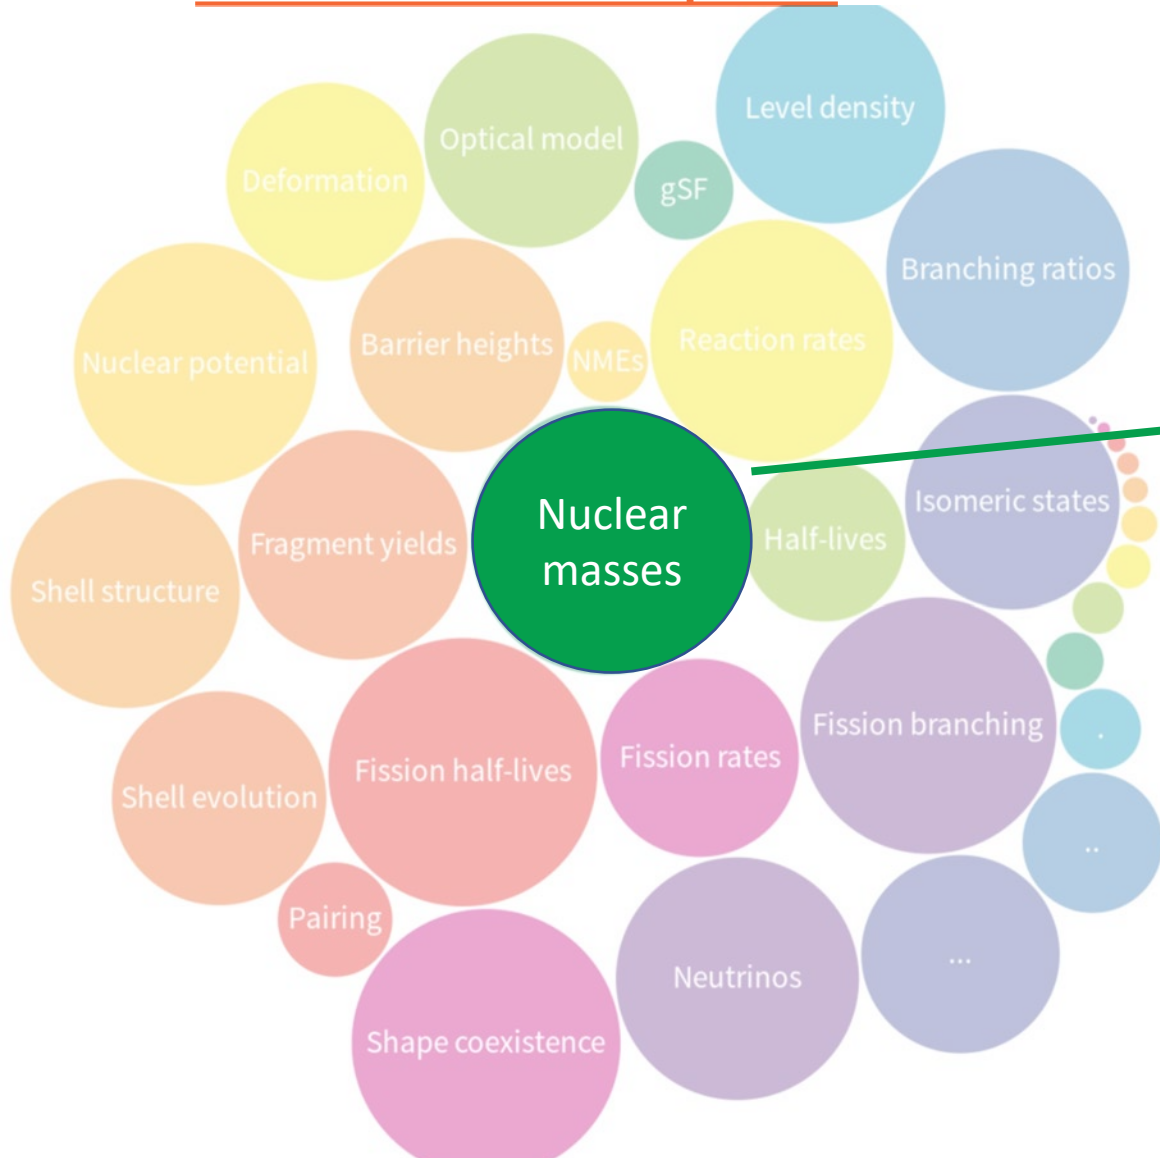 Level density
Optical model
Deformation
gSF
Branching ratios
Reaction rates
Barrier heights
NMEs
Nuclear potential
Isomeric states
Nuclear
masses
Half-lives
Fragment yields
Shell structure
Fission branching
.
Fission rates
Fission half-lives
Shell evolution
..
Pairing
...
Neutrinos
Shape coexistence